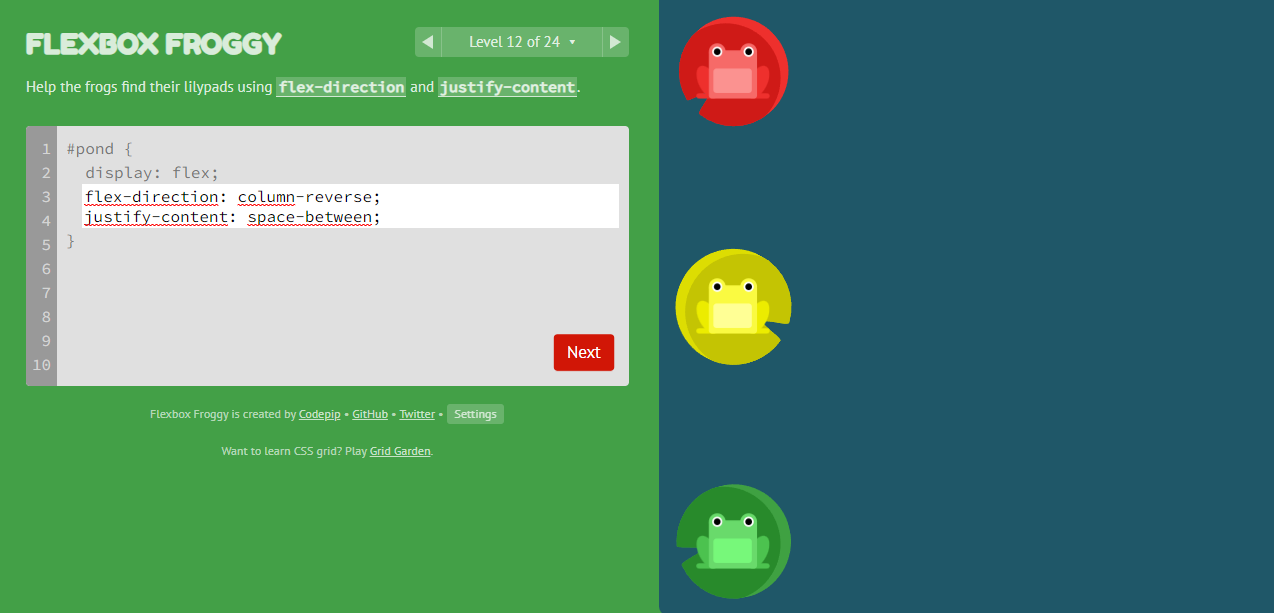 FLEXBOX FROGGY
◀ Level 12 of 24 ▼ ▶
Help the frogs find their lilypads using flex-direction and justify-content.
1 #pond {
2 display: flex;
3 flex-direction: column-reverse;
4 justify-content: space-between;
5 }
6
7
8
9
10
Next
Flexbox Froggy is created by Codepip • GitHub • Twitter • Settings
Want to learn CSS grid? Play Grid Garden.